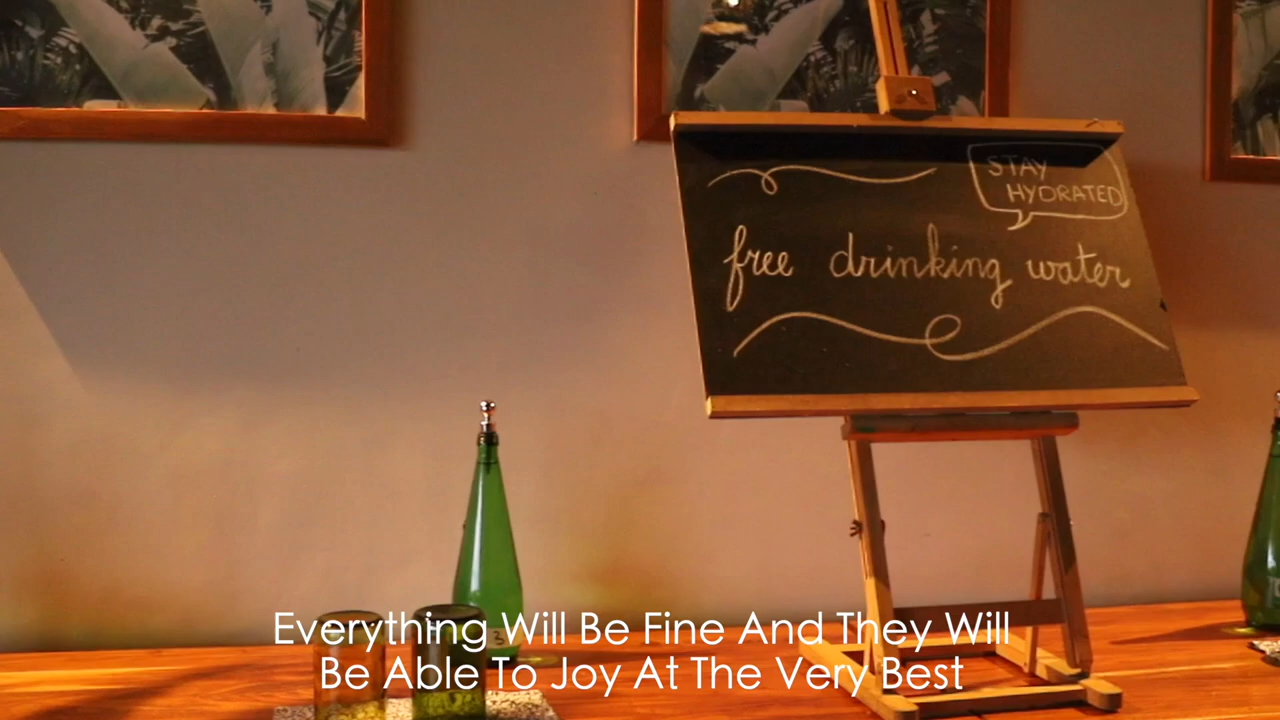 STAY
HYDRATED
free drinking water
3
Everything Will Be Fine And They Will
Be Able To Joy At The Very Best